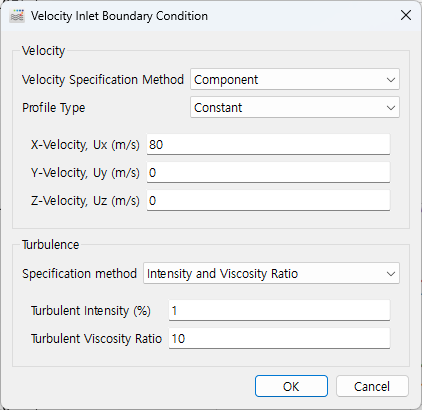 Velocity Inlet Boundary Condition
Velocity
Velocity Specification Method Component
Profile Type Constant
X-Velocity, Ux (m/s) 80
Y-Velocity, Uy (m/s) 0
Z-Velocity, Uz (m/s) 0
Turbulence
Specification method Intensity and Viscosity Ratio
Turbulent Intensity (%) 1
Turbulent Viscosity Ratio 10
OK Cancel